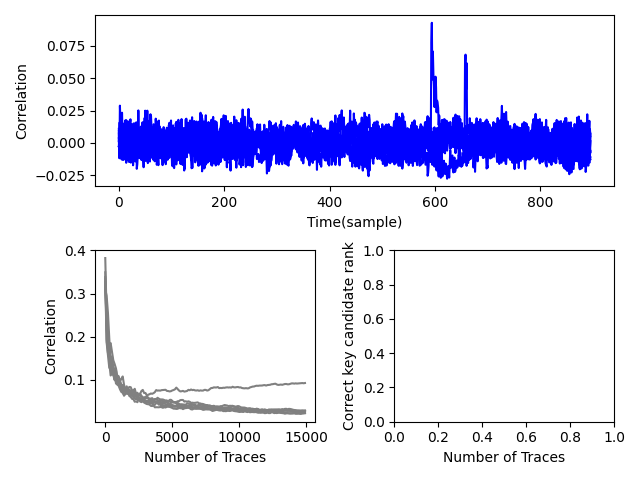 0.075
0.050
0.025
0.000
−0.025
Correlation
0 200 400 600 800
Time(sample)
0.4
0.3
0.2
0.1
Correlation
0 5000 10000 15000
Number of Traces
1.0
0.8
0.6
0.4
0.2
0.0
Correct key candidate rank
0.0 0.2 0.4 0.6 0.8 1.0
Number of Traces